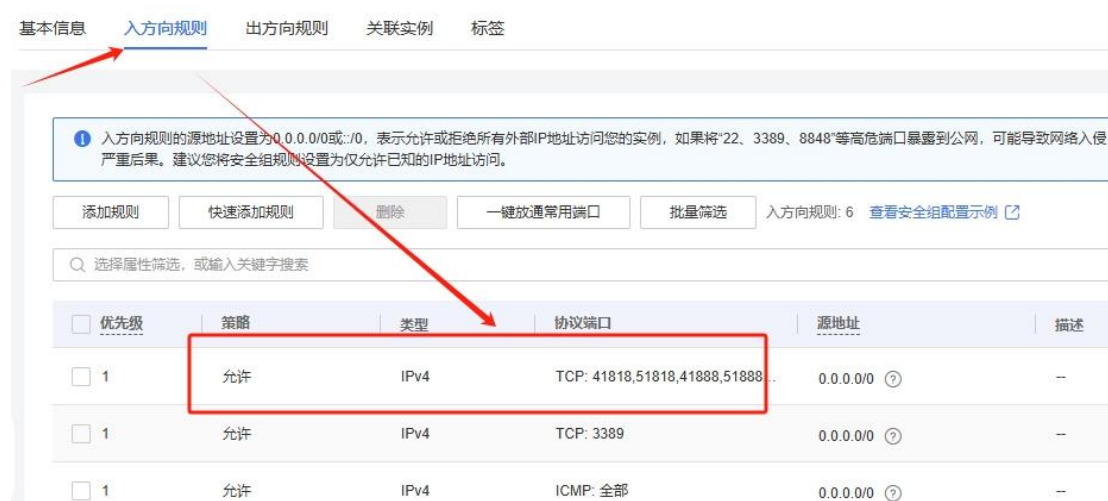 基本信息 入方向规则 出方向规则 关联实例 标签
入方向规则的源地址设置为0.0.0.0/0或::/0，表示允许或拒绝所有外部IP地址访问您的实例，如果将“22、3389、8848”等高危端口暴露到公网，可能导致网络入侵
严重后果。建议您将安全组规则设置为仅允许已知的IP地址访问。
添加规则 快速添加规则 删除 一键放通常用端口 批量筛选 入方向规则: 6 查看安全组配置示例
选择属性筛选，或输入关键字搜索
优先级 策略 类型 协议端口 源地址 描述
1 允许 IPv4 TCP: 41818,51818,41888,51888... 0.0.0.0/0 --
1 允许 IPv4 TCP: 3389 0.0.0.0/0 --
1 允许 IPv4 ICMP: 全部 0.0.0.0/0 --